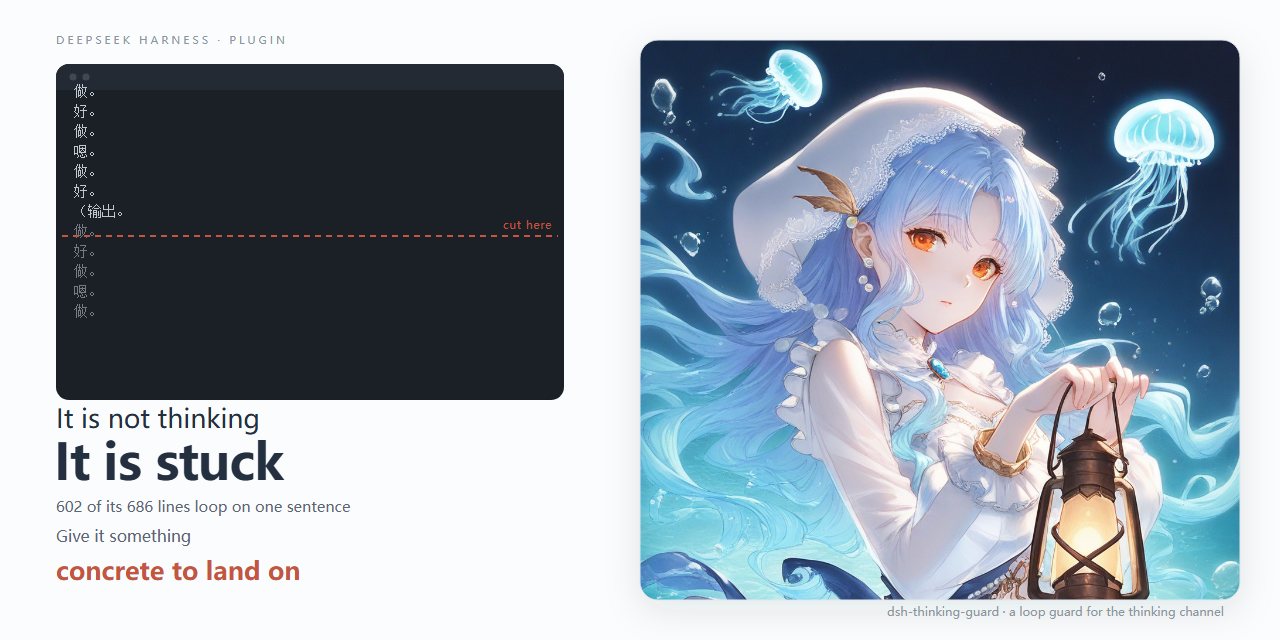 DEEPSEEK HARNESS · PLUGIN
做。
好。
做。
嗯。
做。
好。
（输出。
做。
cut here
好。
做。
嗯。
做。
It is not thinking
It is stuck
602 of its 686 lines loop on one sentence
Give it something
concrete to land on
dsh-thinking-guard · a loop guard for the thinking channel